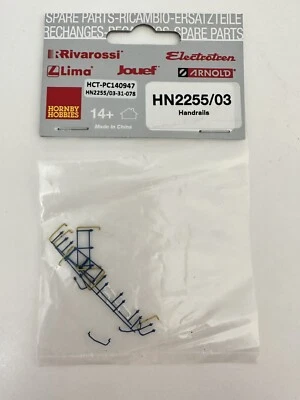 SPARE PARTS-RICAMBIO-ERSATZTEILE
RECHANGES-REPUESTOS-SPARE PARTS
Rivarossi Electrotren
Lima Jouef ARNOLD
HCT-PC140947
HN2255/03-31-078
HN2255/03
Handrails
HORNBY
HOBBIES
14+
Made in China